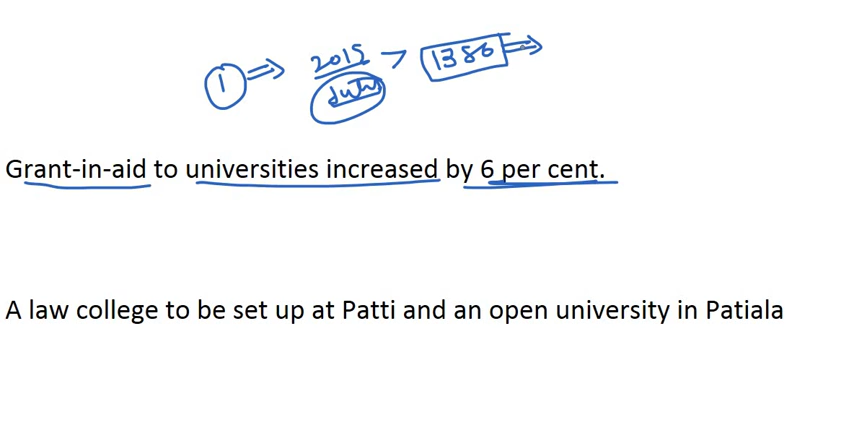 1 ⇒ 2015 > 1386 ⇒
Grant-in-aid to universities increased by 6 per cent.
A law college to be set up at Patti and an open university in Patiala